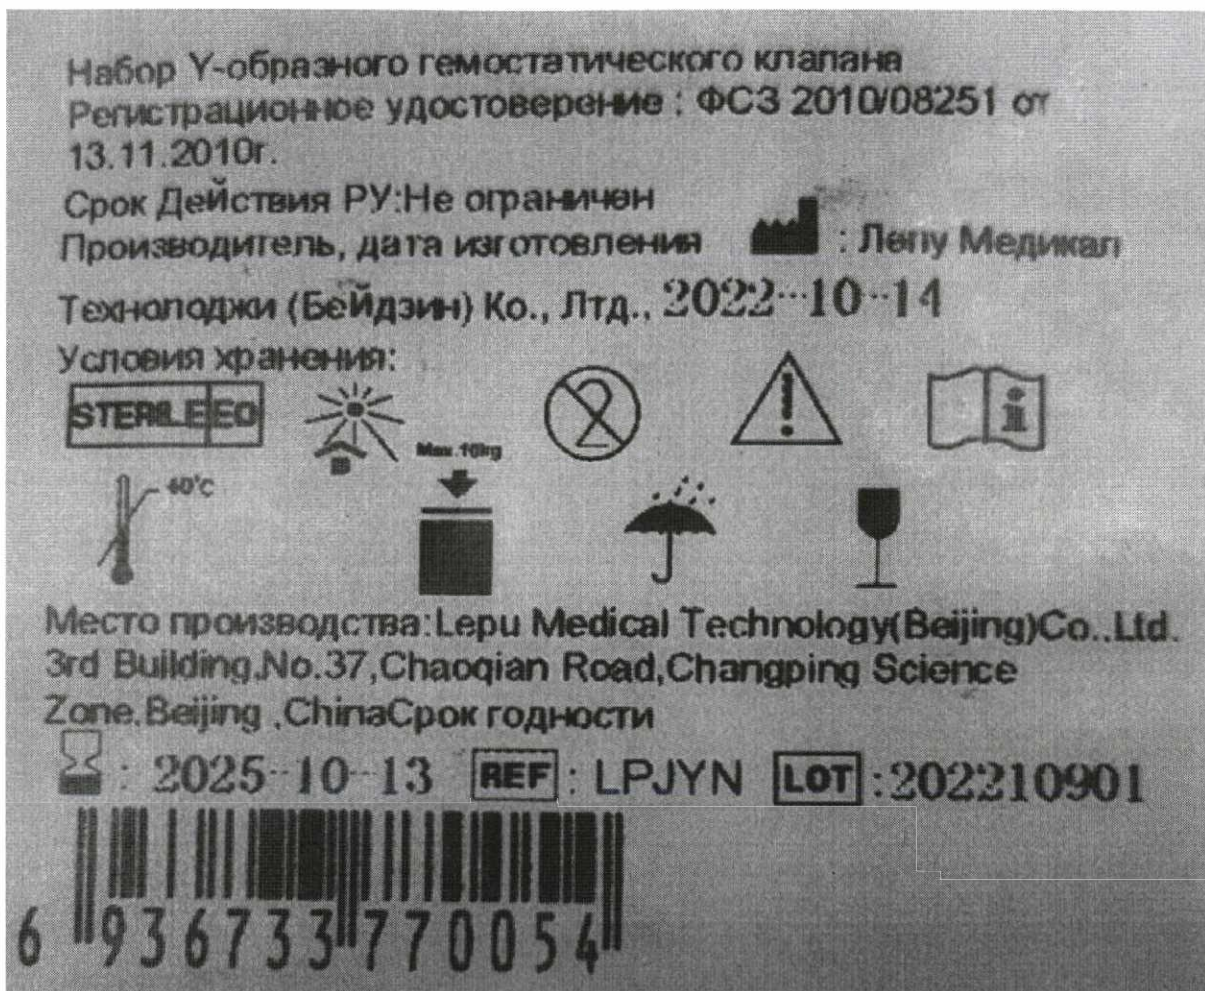 Набор Y-образного гемостатического клапана
Регистрационное удостоверение : ФСЗ 2010/08251 от
13.11.2010г.
Срок Действия РУ:Не ограничен
Производитель, дата изготовления : Лепу Медикал
Технолоджи (Бейдзин) Ко., Лтд., 2022-10-14
Условия хранения:
STERILE EO
2
Max.10kg
40°C
Место производства:Lepu Medical Technology(Beijing)Co.,Ltd.
3rd Building,No.37,Chaoqian Road,Changping Science
Zone,Beijing ,ChinaСрок годности
: 2025-10-13 REF : LPJYN LOT :202210901
6 936733 770054